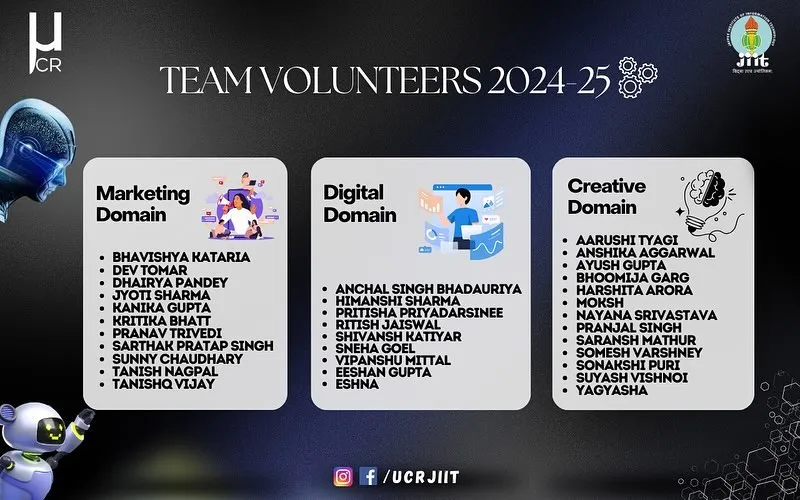 μCR
JIIT
विद्या तत्व ज्योतिसमः
TEAM VOLUNTEERS 2024-25
Marketing
Domain
BHAVISHYA KATARIA
DEV TOMAR
DHAIRYA PANDEY
JYOTI SHARMA
KANIKA GUPTA
KRITIKA BHATT
PRANAV TRIVEDI
SARTHAK PRATAP SINGH
SUNNY CHAUDHARY
TANISH NAGPAL
TANISHQ VIJAY
Digital
Domain
ANCHAL SINGH BHADAURIYA
HIMANSHI SHARMA
PRITISHA PRIYADARSINEE
RITISH JAISWAL
SHIVANSH KATIYAR
SNEHA GOEL
VIPANSHU MITTAL
EESHAN GUPTA
ESHNA
Creative
Domain
AARUSHI TYAGI
ANSHIKA AGGARWAL
AYUSH GUPTA
BHOOMIJA GARG
HARSHITA ARORA
MOKSH
NAYANA SRIVASTAVA
PRANJAL SINGH
SARANSH MATHUR
SOMESH VARSHNEY
SONAKSHI PURI
SUYASH VISHNOI
YAGYASHA
/UCRJIIT